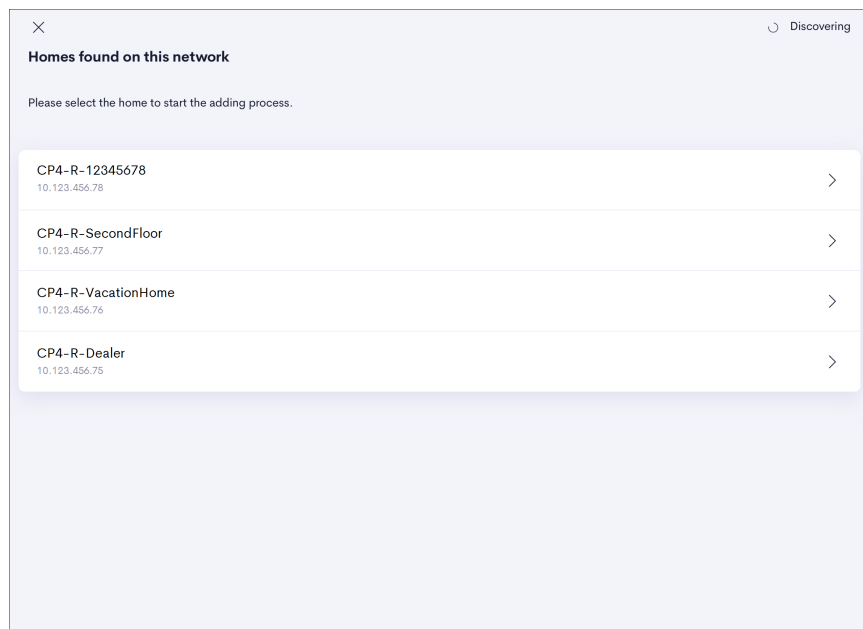 Discovering
Homes found on this network
Please select the home to start the adding process.
CP4-R-12345678
10.123.456.78
CP4-R-SecondFloor
10.123.456.77
CP4-R-VacationHome
10.123.456.76
CP4-R-Dealer
10.123.456.75